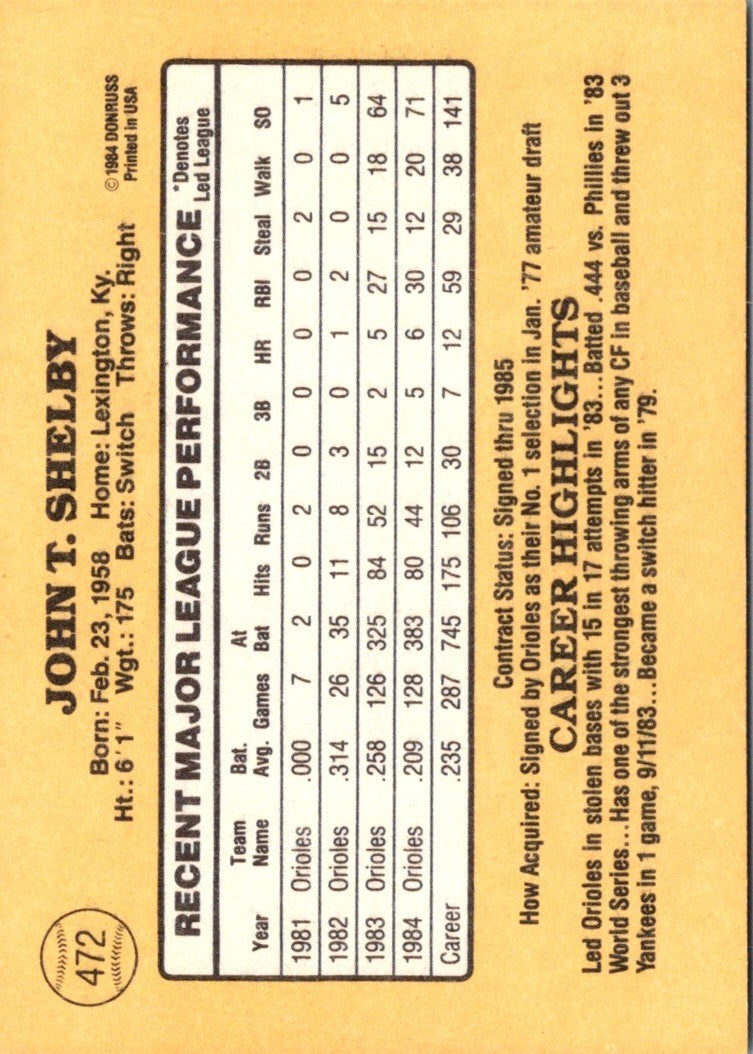 472
JOHN T. SHELBY
Born: Feb. 23, 1958 Home: Lexington, Ky.
Ht.: 6'1" Wgt.: 175 Bats: Switch Throws: Right
© 1984 DONRUSS
Printed in USA
RECENT MAJOR LEAGUE PERFORMANCE
*Denotes
Led League
Year Team Name Bat. Avg. Games At Bat Hits Runs 2B 3B HR RBI Steal Walk SO
1981 Orioles .000 7 2 0 2 0 0 0 0 2 0 1
1982 Orioles .314 26 35 11 8 3 0 1 2 0 0 5
1983 Orioles .258 126 325 84 52 15 2 5 27 15 18 64
1984 Orioles .209 128 383 80 44 12 5 6 30 12 20 71
Career .235 287 745 175 106 30 7 12 59 29 38 141
Contract Status: Signed thru 1985
How Acquired: Signed by Orioles as their No. 1 selection in Jan. '77 amateur draft
CAREER HIGHLIGHTS
Led Orioles in stolen bases with 15 in 17 attempts in '83...Batted .444 vs. Phillies in '83
World Series...Has one of the strongest throwing arms of any CF in baseball and threw out 3
Yankees in 1 game, 9/11/83...Became a switch hitter in '79.